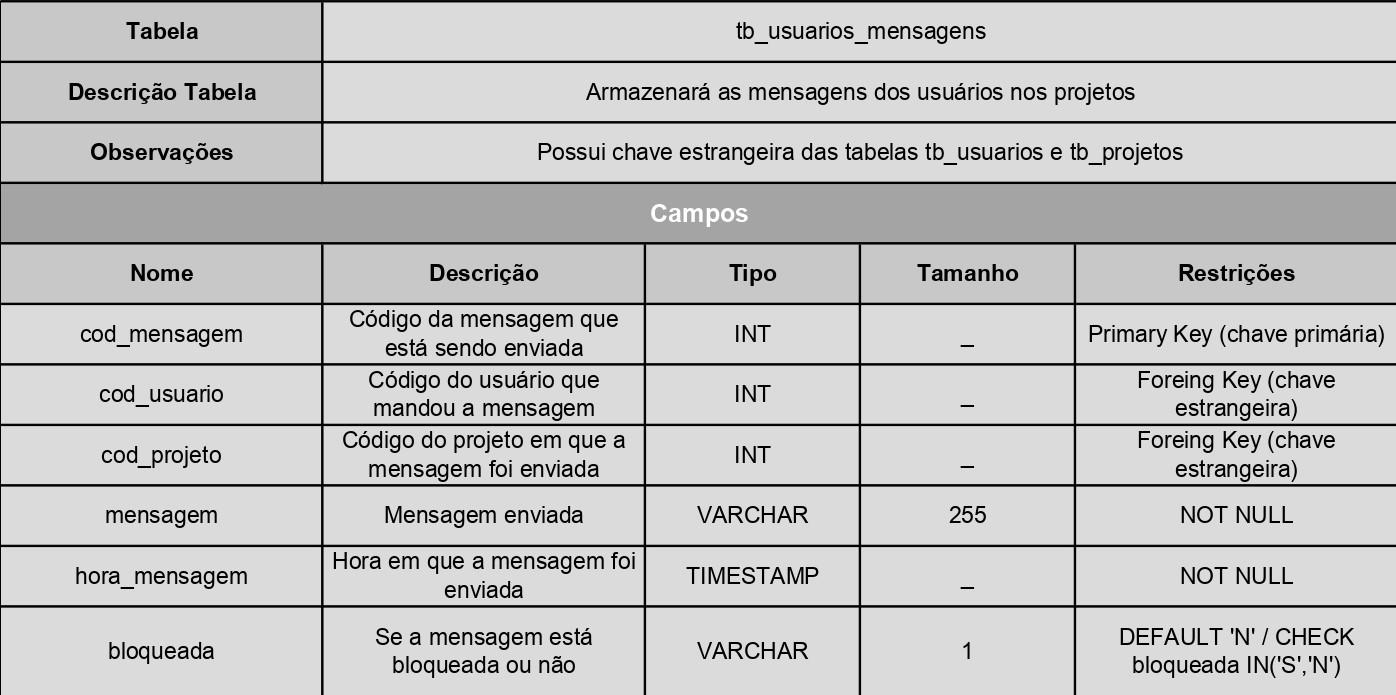 Tabela
tb_usuarios_mensagens
Descrição Tabela
Armazenará as mensagens dos usuários nos projetos
Observações
Possui chave estrangeira das tabelas tb_usuarios e tb_projetos
Campos
Nome
Descrição
Tipo
Tamanho
Restrições
cod_mensagem
Código da mensagem que
está sendo enviada
INT
_
Primary Key (chave primária)
cod_usuario
Código do usuário que
mandou a mensagem
INT
_
Foreing Key (chave
estrangeira)
cod_projeto
Código do projeto em que a
mensagem foi enviada
INT
_
Foreing Key (chave
estrangeira)
mensagem
Mensagem enviada
VARCHAR
255
NOT NULL
hora_mensagem
Hora em que a mensagem foi
enviada
TIMESTAMP
_
NOT NULL
bloqueada
Se a mensagem está
bloqueada ou não
VARCHAR
1
DEFAULT 'N' / CHECK
bloqueada IN('S','N')